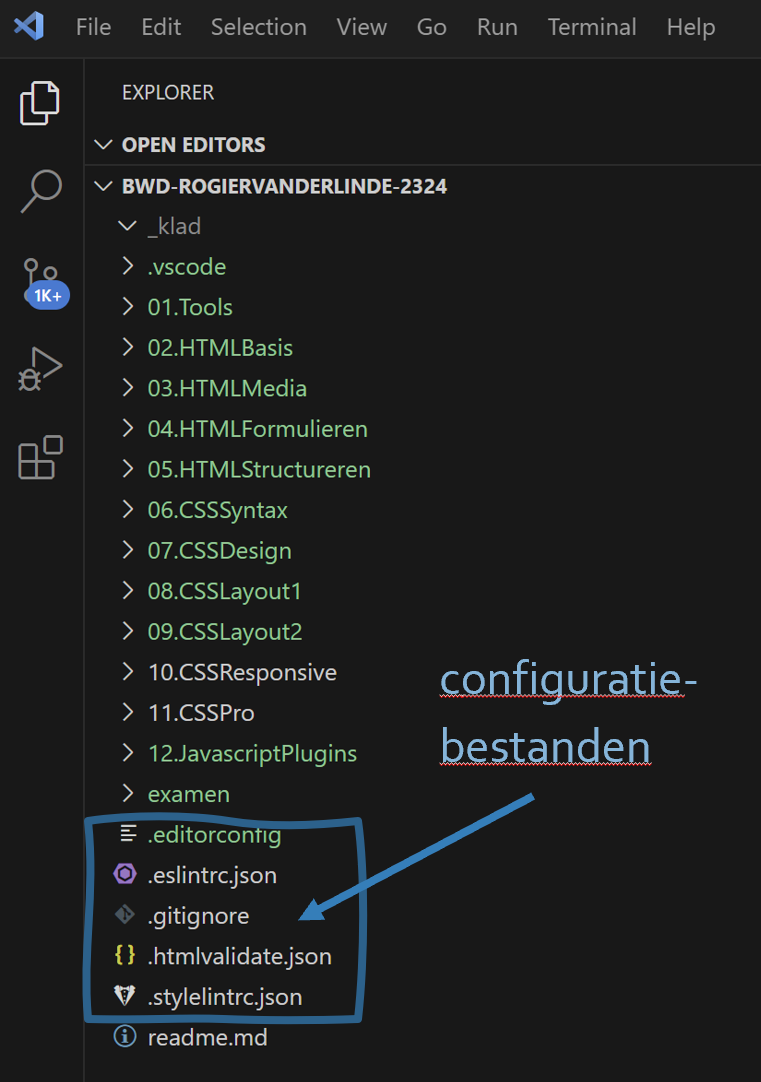 File Edit Selection View Go Run Terminal Help
EXPLORER
OPEN EDITORS
BWD-ROGIERVANDERLINDE-2324
_klad
.vscode
1K+
01.Tools
02.HTMLBasis
03.HTMLMedia
04.HTMLFormulieren
05.HTMLStructureren
06.CSSSyntax
07.CSSDesign
08.CSSLayout1
09.CSSLayout2
10.CSSResponsive
11.CSSPro
12.JavascriptPlugins
examen
.editorconfig
.eslintrc.json
.gitignore
.htmlvalidate.json
.stylelintrc.json
readme.md
configuratie-
bestanden